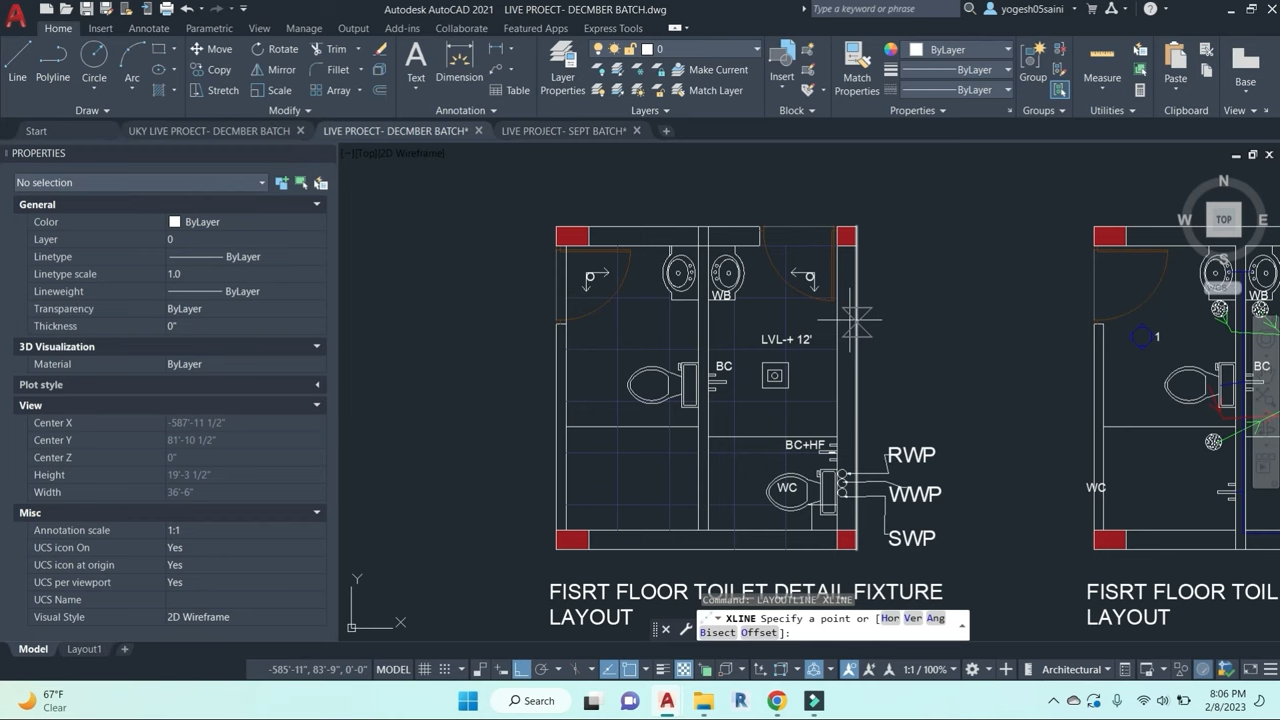 Autodesk AutoCAD 2021 LIVE PROECT- DECMBER BATCH.dwg
Type a keyword or phrase
yogesh05saini
Home Insert Annotate Parametric View Manage Output Add-ins Collaborate Featured Apps Express Tools
Line Polyline Circle Arc
Move Rotate Trim
Copy Mirror Fillet
Stretch Scale Array
Text Dimension Table
Layer Properties
0
Make Current
Match Layer
Insert
Match Properties
ByLayer
ByLayer
ByLayer
Group
Measure
Paste
Base
Draw Modify Annotation Layers Block Properties Groups Utilities Clipboard View
Start UKY LIVE PROECT- DECMBER BATCH LIVE PROECT- DECMBER BATCH* LIVE PROECT- SEPT BATCH*
PROPERTIES
[−][Top][2D Wireframe]
No selection
General
Color ByLayer
Layer 0
Linetype ByLayer
Linetype scale 1.0
Lineweight ByLayer
Transparency ByLayer
Thickness 0"
3D Visualization
Material ByLayer
Plot style
View
Center X -587'-11 1/2"
Center Y 81'-10 1/2"
Center Z 0"
Height 19'-3 1/2"
Width 36'-6"
Misc
Annotation scale 1:1
UCS icon On Yes
UCS icon at origin Yes
UCS per viewport Yes
UCS Name
Visual Style 2D Wireframe
N
W TOP E
S
WCS
WB
LVL-+ 12'
BC
BC+HF
WC
RWP
WWP
SWP
WB
1
BC
WC
FISRT FLOOR TOILET DETAIL FIXTURE
LAYOUT
FISRT FLOOR TOIL
LAYOUT
Y
X
Command: LAYOUTLINE XLINE
XLINE Specify a point or [Hor Ver Ang
Bisect Offset]:
Model Layout1
-585'-11", 83'-9", 0'-0" MODEL 1:1 / 100% Architectural
67°F
Clear
Search
8:06 PM
2/8/2023